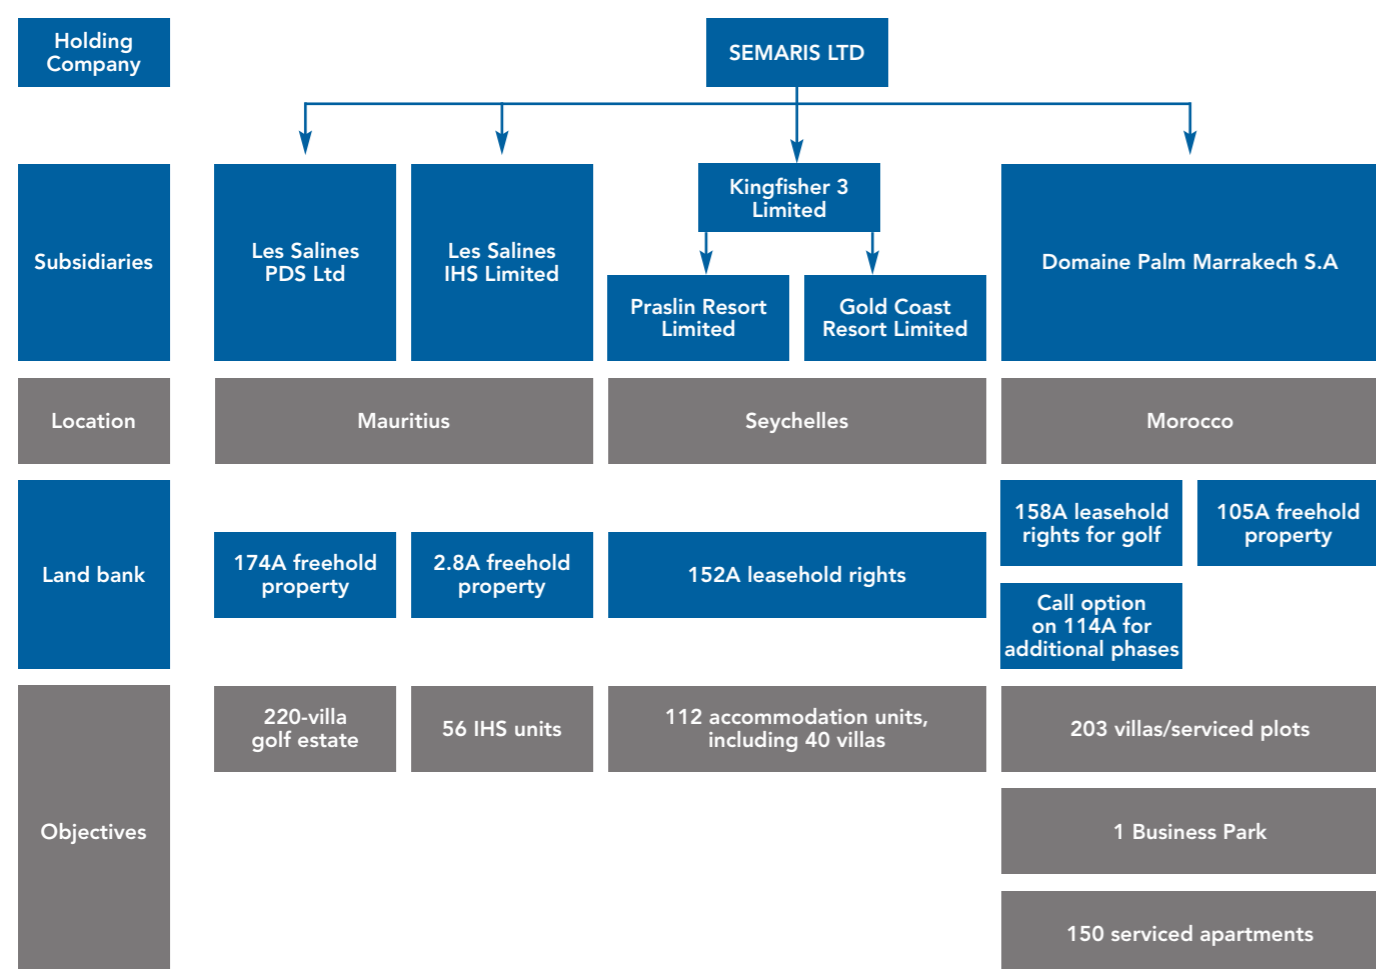 Holding
Company
SEMARIS LTD
Subsidiaries
Les Salines
PDS Ltd
Les Salines
IHS Limited
Kingfisher 3
Limited
Praslin Resort
Limited
Gold Coast
Resort Limited
Domaine Palm Marrakech S.A
Location
Mauritius
Seychelles
Morocco
Land bank
174A freehold
property
2.8A freehold
property
152A leasehold rights
158A leasehold
rights for golf
105A freehold
property
Call option
on 114A for
additional phases
Objectives
220-villa
golf estate
56 IHS units
112 accommodation units,
including 40 villas
203 villas/serviced plots
1 Business Park
150 serviced apartments